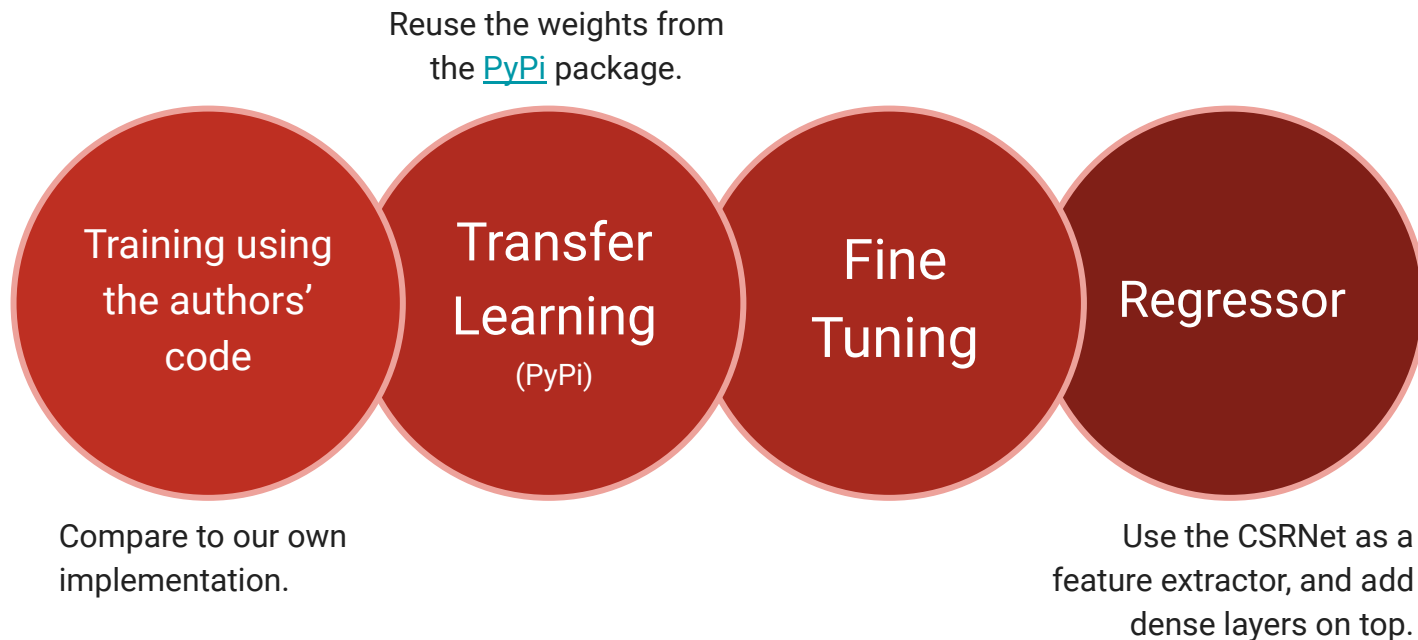 Reuse the weights from
the PyPi package.
Training using
the authors’
code
Transfer
Learning
(PyPi)
Fine
Tuning
Regressor
Compare to our own
implementation.
Use the CSRNet as a
feature extractor, and add
dense layers on top.